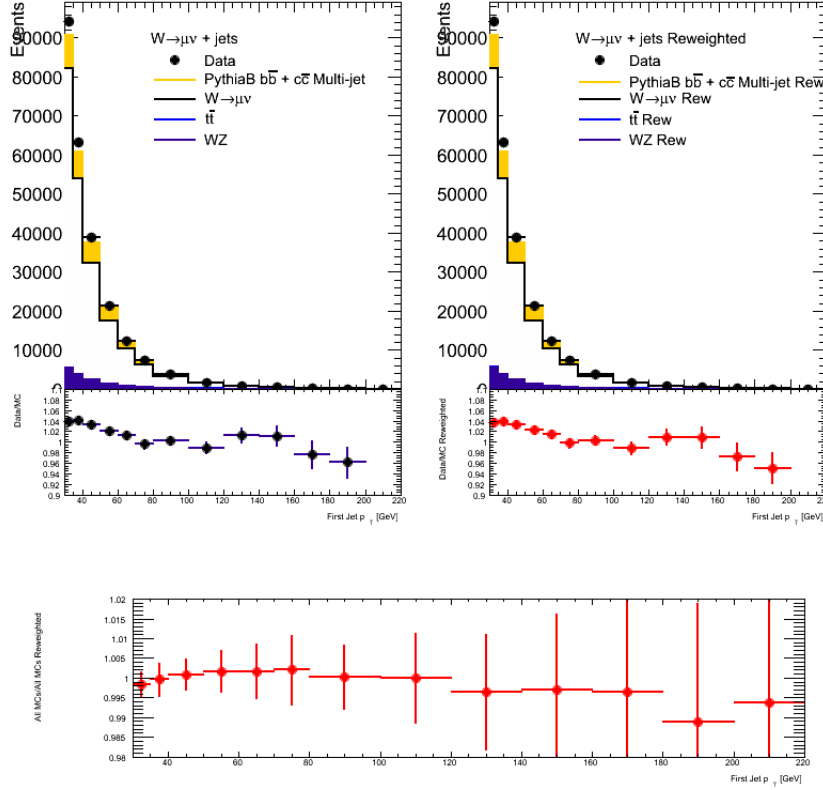 Events
W→μν + jets
Data
PythiaB bb̅ + cc̅ Multi-jet
W→μν
tt̅
WZ
90000
80000
70000
60000
50000
40000
30000
20000
10000
0
Data/MC
1.1
1.08
1.06
1.04
1.02
1
0.98
0.96
0.94
0.92
0.9
40 60 80 100 120 140 160 180 200 220
First Jet p T [GeV]
Events
W→μν + jets Reweighted
Data
PythiaB bb̅ + cc̅ Multi-jet Rew
W→μν Rew
tt̅ Rew
WZ Rew
90000
80000
70000
60000
50000
40000
30000
20000
10000
0
Data/MC Reweighted
1.1
1.08
1.06
1.04
1.02
1
0.98
0.96
0.94
0.92
0.9
40 60 80 100 120 140 160 180 200 220
First Jet p T [GeV]
All MCs/All MCs Reweighted
1.02
1.015
1.01
1.005
1
0.995
0.99
0.985
0.98
40 60 80 100 120 140 160 180 200 220
First Jet p T [GeV]